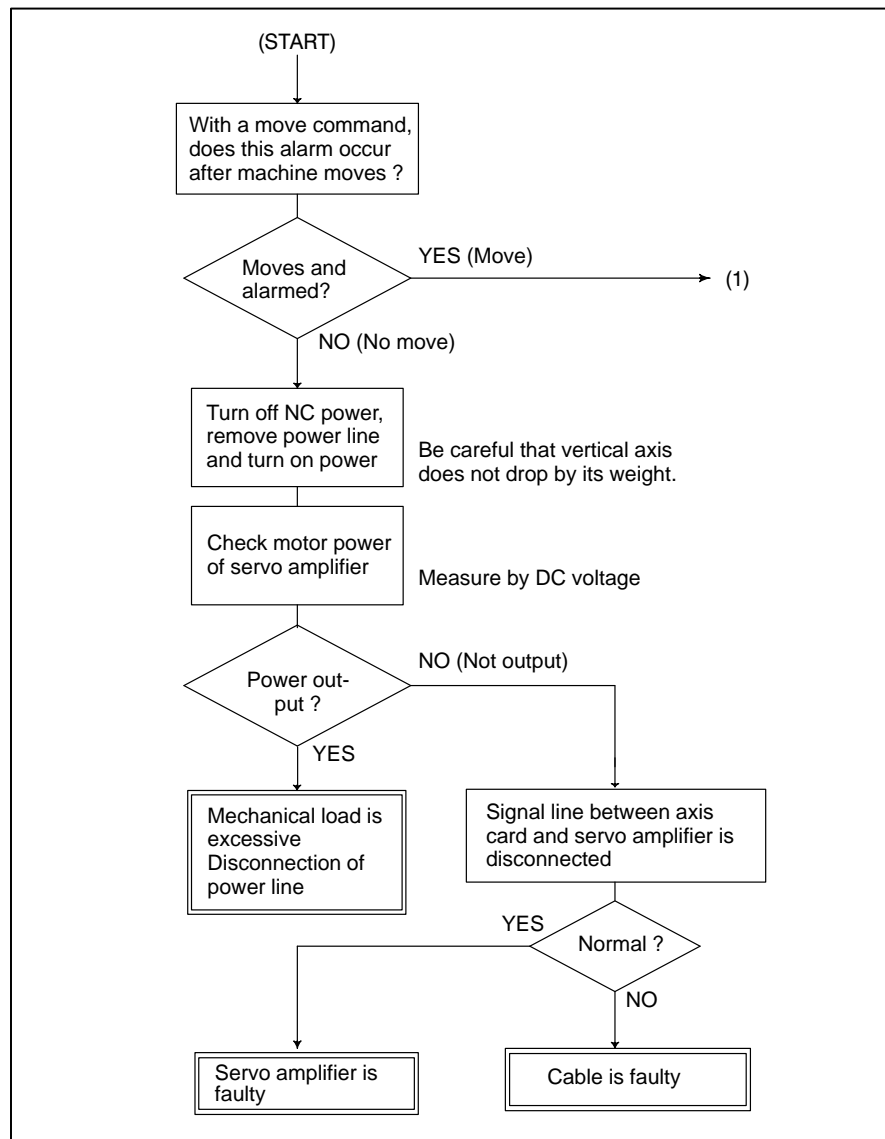 (START)
With a move command,
does this alarm occur
after machine moves ?
Moves and
alarmed?
YES (Move)
(1)
NO (No move)
Turn off NC power,
remove power line
and turn on power
Be careful that vertical axis
does not drop by its weight.
Check motor power
of servo amplifier
Measure by DC voltage
Power out-
put ?
NO (Not output)
YES
Mechanical load is
excessive
Disconnection of
power line
Signal line between axis
card and servo amplifier is
disconnected
Normal ?
YES
NO
Servo amplifier is
faulty
Cable is faulty